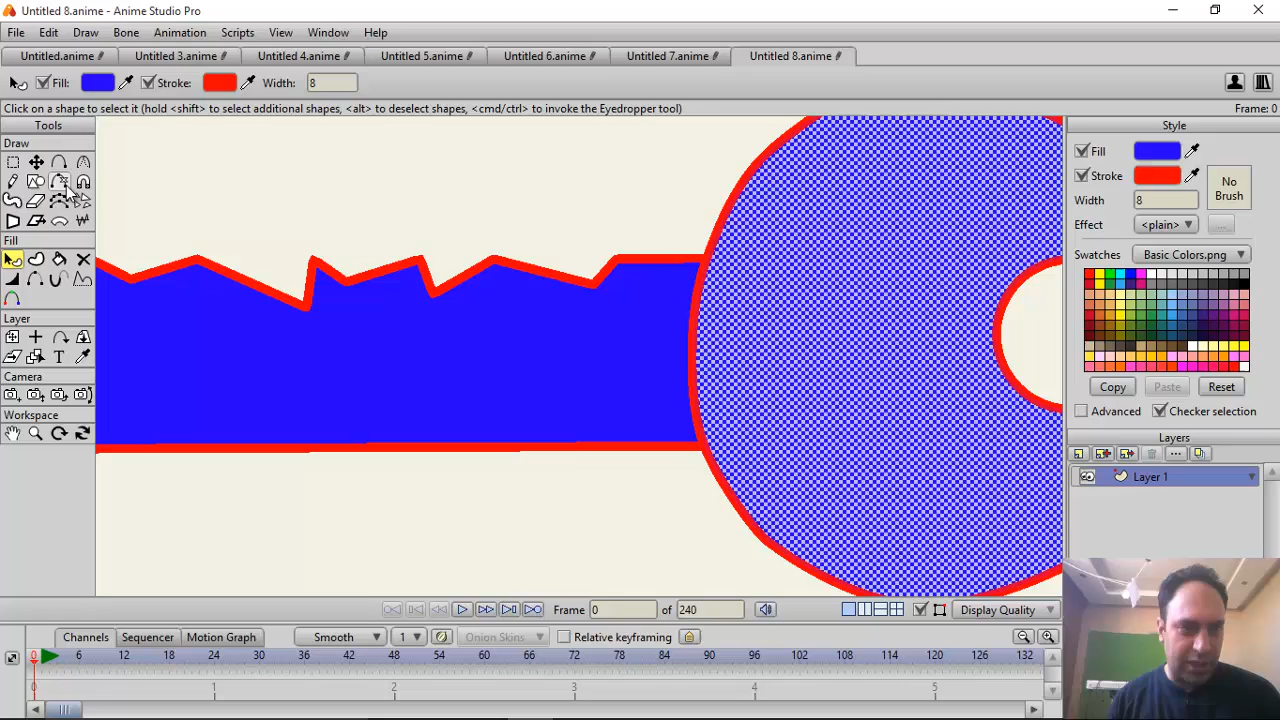 Untitled 8.anime - Anime Studio Pro
File Edit Draw Bone Animation Scripts View Window Help
Untitled.anime Untitled 3.anime Untitled 4.anime Untitled 5.anime Untitled 6.anime Untitled 7.anime Untitled 8.anime
Fill: Stroke: Width: 8
Click on a shape to select it (hold <shift> to select additional shapes, <alt> to deselect shapes, <cmd/ctrl> to invoke the Eyedropper tool) Frame: 0
Tools
Draw
Fill
Layer
T
Camera
Workspace
Style
Fill
Stroke
No Brush
Width 8
Effect <plain> ...
Swatches Basic Colors.png
Copy Paste Reset
Advanced Checker selection
Layers
Layer 1
Frame 0 of 240 Display Quality
Channels Sequencer Motion Graph Smooth 1 Onion Skins Relative keyframing
0 6 12 18 24 30 36 42 48 54 60 66 72 78 84 90 96 102 108 114 120 126 132
0 1 2 3 4 5